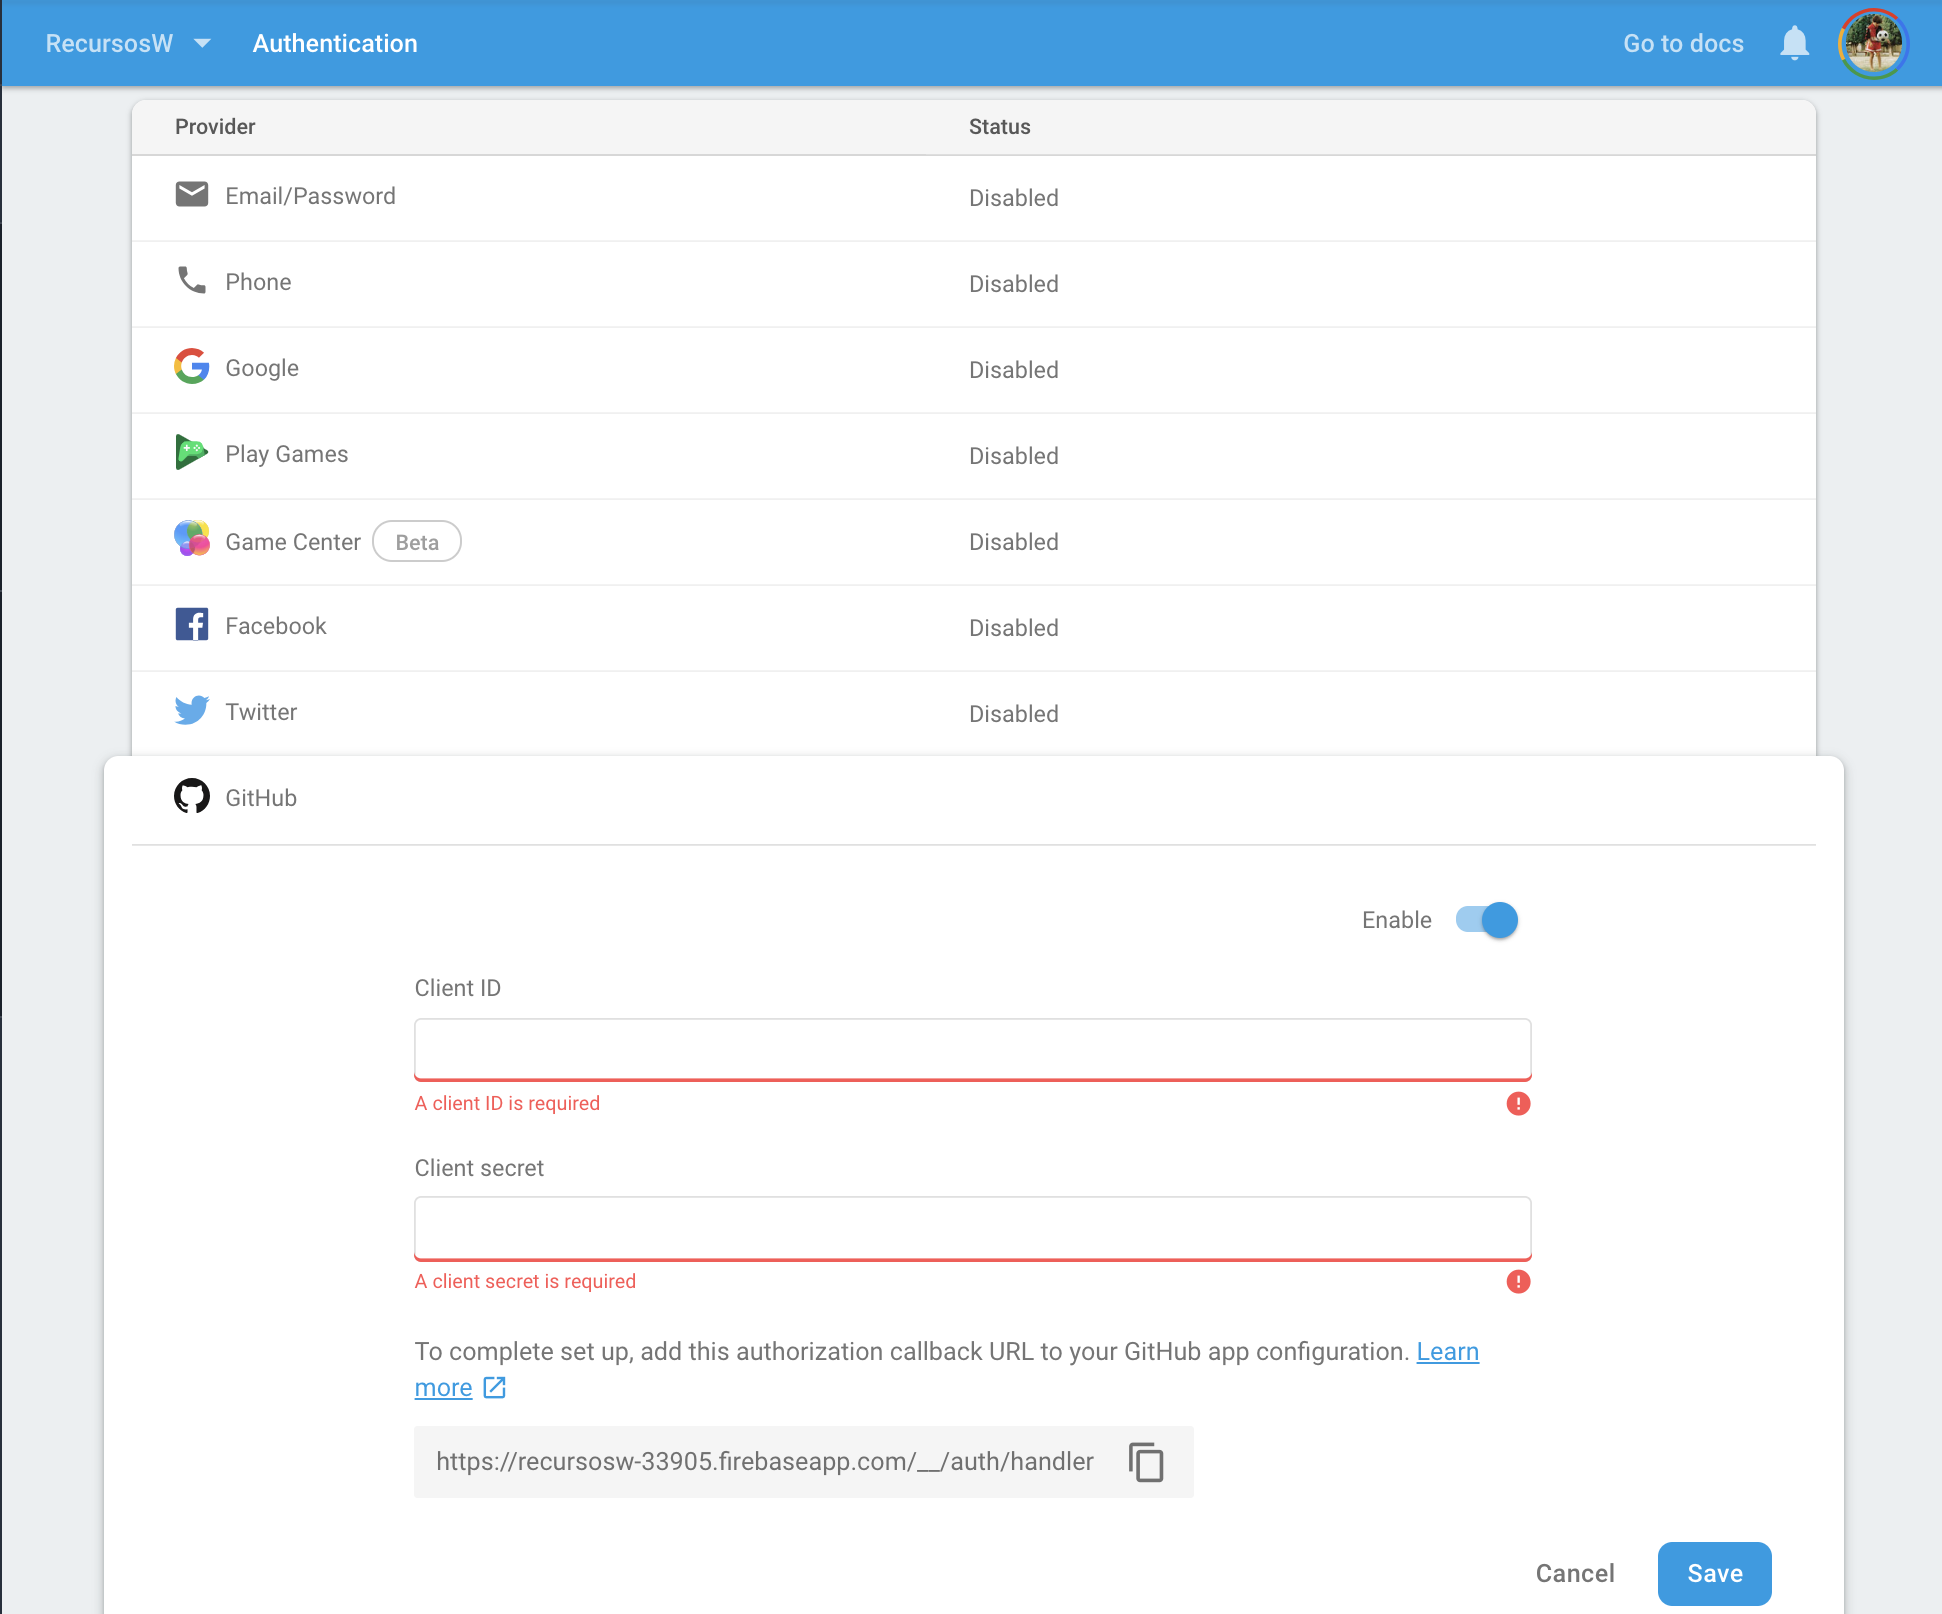 RecursosW Authentication Go to docs
Provider Status
Email/Password Disabled
Phone Disabled
Google Disabled
Play Games Disabled
Game Center Beta Disabled
Facebook Disabled
Twitter Disabled
GitHub
Enable
Client ID
A client ID is required
Client secret
A client secret is required
To complete set up, add this authorization callback URL to your GitHub app configuration. Learn
more
https://recursosw-33905.firebaseapp.com/__/auth/handler
Cancel Save